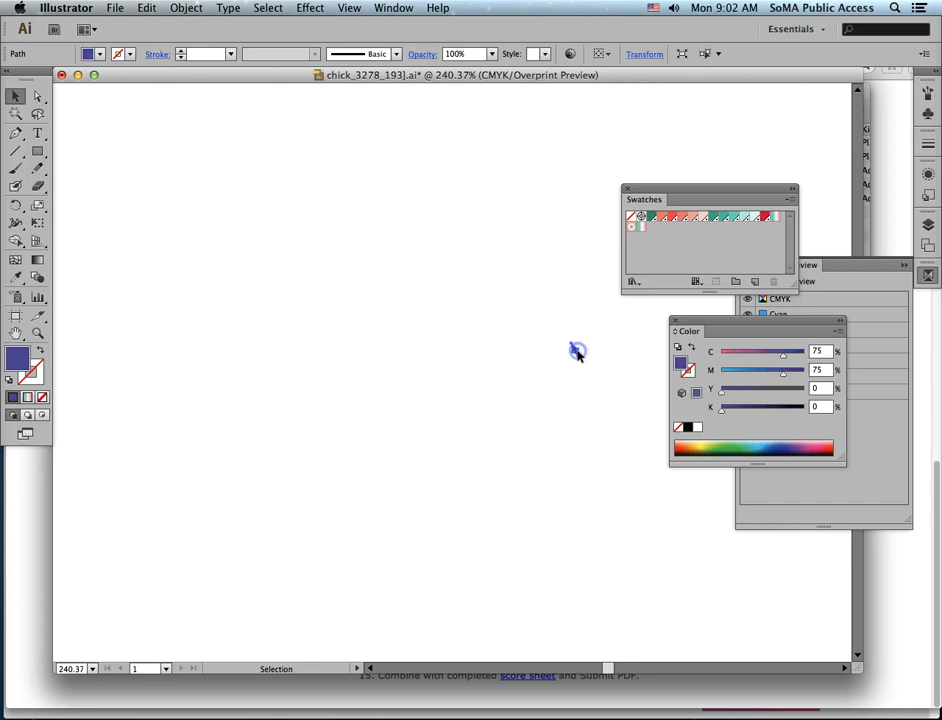 Illustrator File Edit Object Type Select Effect View Window Help Mon 9:02 AM SoMA Public Access
Ai Br Essentials
Path Stroke: Basic Opacity: 100% Style: Transform
chick_3278_193].ai* @ 240.37% (CMYK/Overprint Preview)
Swatches
CMYK
Cyan
Color
C 75 %
M 75 %
Y 0 %
K 0 %
240.37 1 Selection
15. Combine with completed score sheet and Submit PDF.